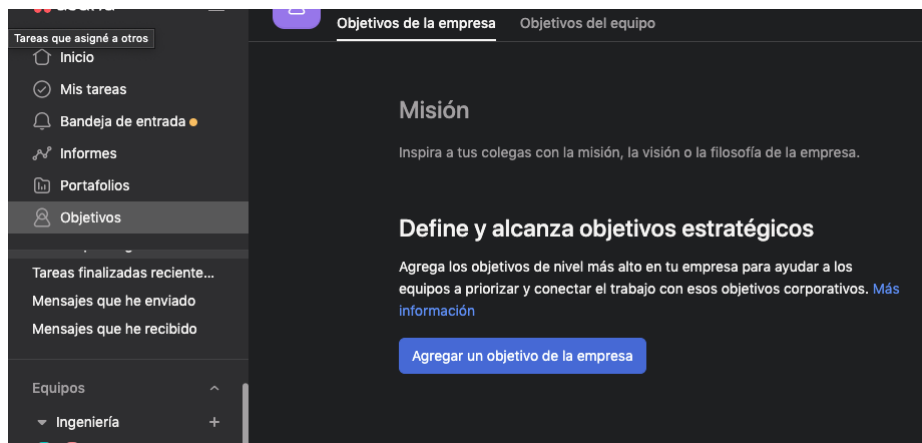 Tareas que asigné a otros
Inicio
Mis tareas
Bandeja de entrada
Informes
Portafolios
Objetivos
Tareas finalizadas reciente...
Mensajes que he enviado
Mensajes que he recibido
Equipos
Ingeniería
Objetivos de la empresa
Objetivos del equipo
Misión
Inspira a tus colegas con la misión, la visión o la filosofía de la empresa.
Define y alcanza objetivos estratégicos
Agrega los objetivos de nivel más alto en tu empresa para ayudar a los
equipos a priorizar y conectar el trabajo con esos objetivos corporativos. Más
información
Agregar un objetivo de la empresa